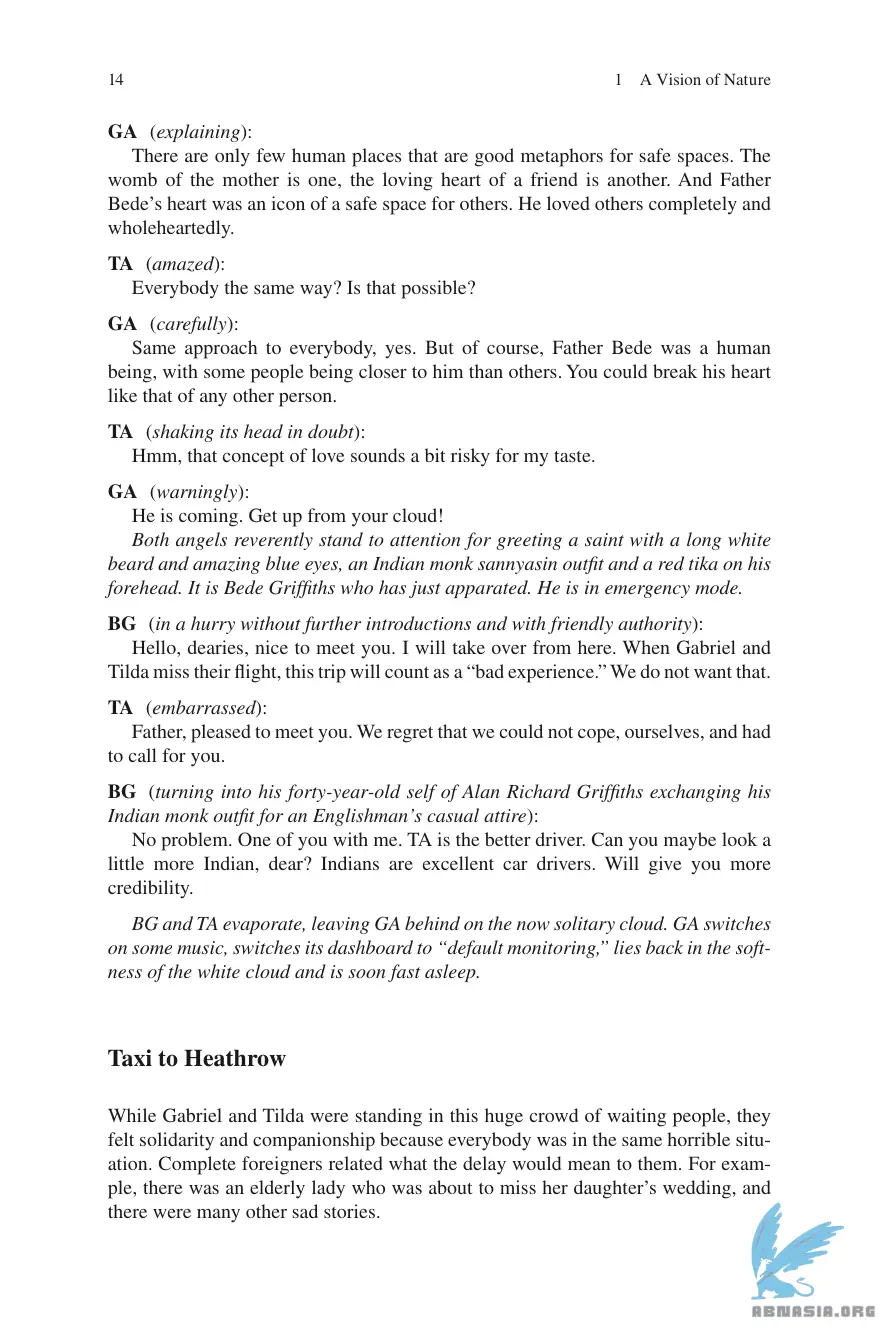 14
1 A Vision of Nature
GA (explaining):
There are only few human places that are good metaphors for safe spaces. The
womb of the mother is one, the loving heart of a friend is another. And Father
Bede’s heart was an icon of a safe space for others. He loved others completely and
wholeheartedly.
TA (amazed):
Everybody the same way? Is that possible?
GA (carefully):
Same approach to everybody, yes. But of course, Father Bede was a human
being, with some people being closer to him than others. You could break his heart
like that of any other person.
TA (shaking its head in doubt):
Hmm, that concept of love sounds a bit risky for my taste.
GA (warningly):
He is coming. Get up from your cloud!
Both angels reverently stand to attention for greeting a saint with a long white
beard and amazing blue eyes, an Indian monk sannyasin outfit and a red tika on his
forehead. It is Bede Griffiths who has just apparated. He is in emergency mode.
BG (in a hurry without further introductions and with friendly authority):
Hello, dearies, nice to meet you. I will take over from here. When Gabriel and
Tilda miss their flight, this trip will count as a “bad experience.” We do not want that.
TA (embarrassed):
Father, pleased to meet you. We regret that we could not cope, ourselves, and had
to call for you.
BG (turning into his forty-year-old self of Alan Richard Griffiths exchanging his
Indian monk outfit for an Englishman’s casual attire):
No problem. One of you with me. TA is the better driver. Can you maybe look a
little more Indian, dear? Indians are excellent car drivers. Will give you more
credibility.
BG and TA evaporate, leaving GA behind on the now solitary cloud. GA switches
on some music, switches its dashboard to “default monitoring,” lies back in the soft-
ness of the white cloud and is soon fast asleep.
Taxi to Heathrow
While Gabriel and Tilda were standing in this huge crowd of waiting people, they
felt solidarity and companionship because everybody was in the same horrible situ-
ation. Complete foreigners related what the delay would mean to them. For exam-
ple, there was an elderly lady who was about to miss her daughter’s wedding, and
there were many other sad stories.
ABNASIA.ORG